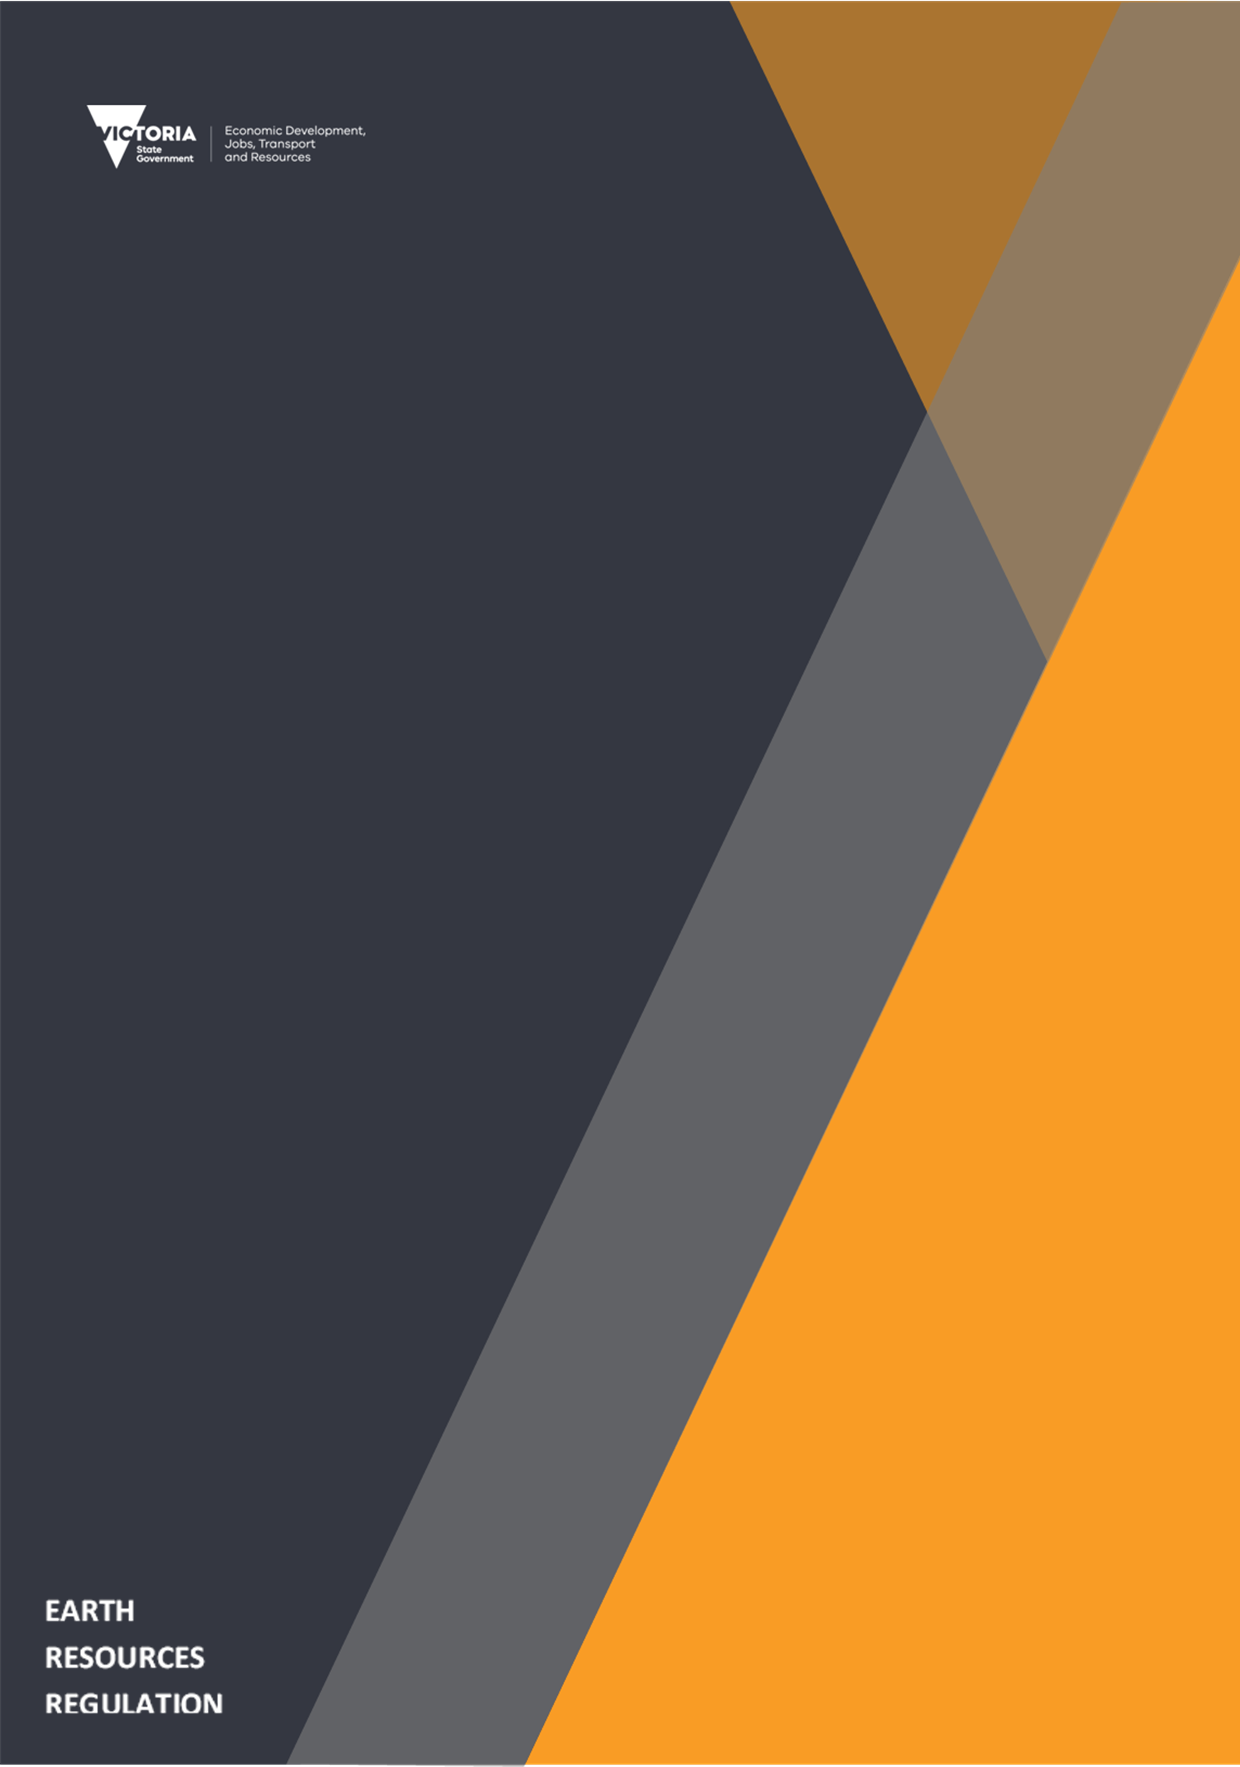 VICTORIA
State
Government
Economic Development,
Jobs, Transport
and Resources
EARTH
RESOURCES
REGULATION